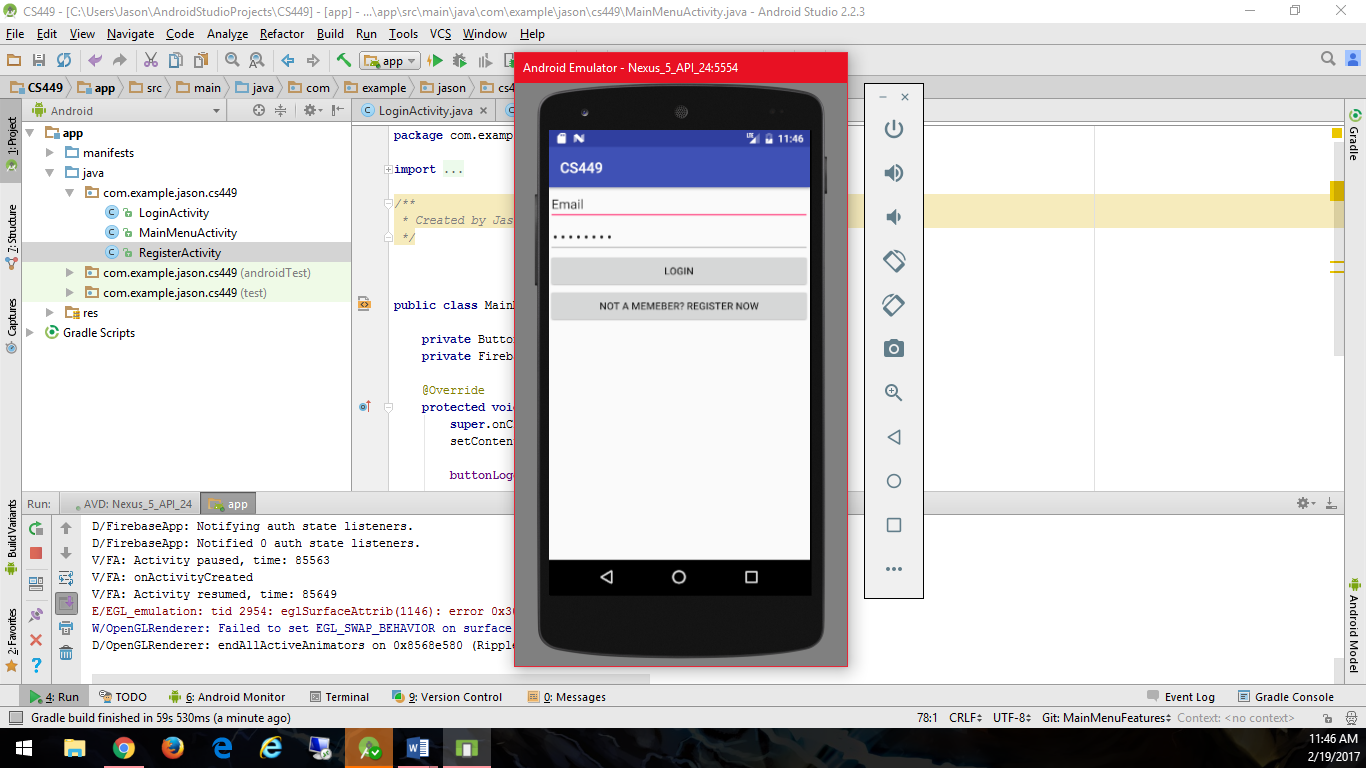 CS449 - [C:\Users\Jason\AndroidStudioProjects\CS449] - [app] - ...\app\src\main\java\com\example\jason\cs449\MainMenuActivity.java - Android Studio 2.2.3
File Edit View Navigate Code Analyze Refactor Build Run Tools VCS Window Help
app
Android Emulator - Nexus_5_API_24:5554
CS449 app src main java com example jason cs4
Android
LoginActivity.java
1: Project
7: Structure
Captures
Build Variants
2: Favorites
app
manifests
java
com.example.jason.cs449
LoginActivity
MainMenuActivity
RegisterActivity
com.example.jason.cs449 (androidTest)
com.example.jason.cs449 (test)
res
Gradle Scripts
package com.examp
import ...
/**
* Created by Jas
*/
public class Main
private Butto
private Fireba
@Override
protected voi
super.onC
setConten
buttonLog
11:46
CS449
Email
••••••••
LOGIN
NOT A MEMEBER? REGISTER NOW
Gradle
Android Model
Run: AVD: Nexus_5_API_24 app
D/FirebaseApp: Notifying auth state listeners.
D/FirebaseApp: Notified 0 auth state listeners.
V/FA: Activity paused, time: 85563
V/FA: onActivityCreated
V/FA: Activity resumed, time: 85649
E/EGL_emulation: tid 2954: eglSurfaceAttrib(1146): error 0x30
W/OpenGLRenderer: Failed to set EGL_SWAP_BEHAVIOR on surface
D/OpenGLRenderer: endAllActiveAnimators on 0x8568e580 (Rippl
4: Run TODO 6: Android Monitor Terminal 9: Version Control 0: Messages Event Log Gradle Console
Gradle build finished in 59s 530ms (a minute ago) 78:1 CRLF UTF-8 Git: MainMenuFeatures Context: <no context>
11:46 AM
2/19/2017